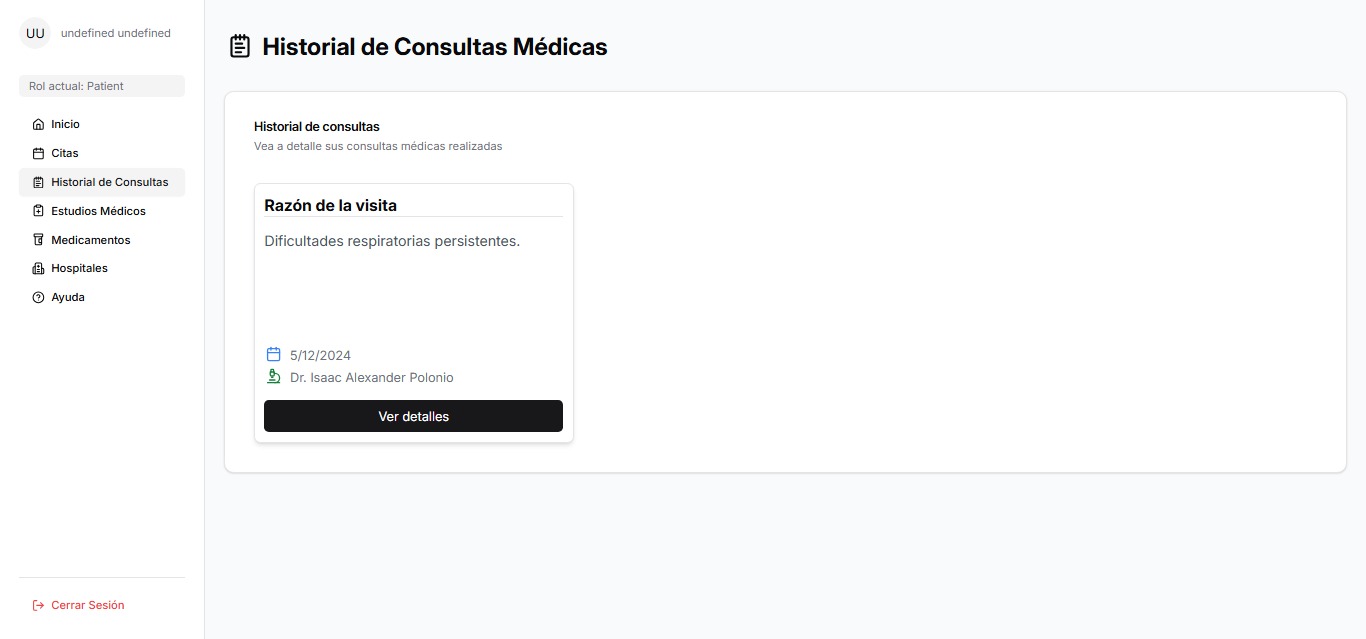 UU
undefined undefined
Rol actual: Patient
Inicio
Citas
Historial de Consultas
Estudios Médicos
Medicamentos
Hospitales
Ayuda
Cerrar Sesión
Historial de Consultas Médicas
Historial de consultas
Vea a detalle sus consultas médicas realizadas
Razón de la visita
Dificultades respiratorias persistentes.
5/12/2024
Dr. Isaac Alexander Polonio
Ver detalles